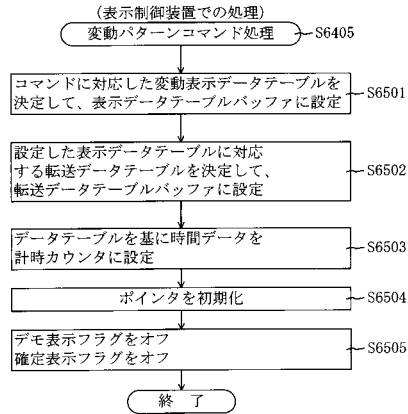 (表示制御装置での処理)
変動パターンコマンド処理
S6405
コマンドに対応した変動表示データテーブルを
決定して、表示データテーブルバッファに設定
S6501
設定した表示データテーブルに対応
する転送データテーブルを決定して、
転送データテーブルバッファに設定
S6502
データテーブルを基に時間データを
計時カウンタに設定
S6503
ポインタを初期化
S6504
デモ表示フラグをオフ
確定表示フラグをオフ
S6505
終 了